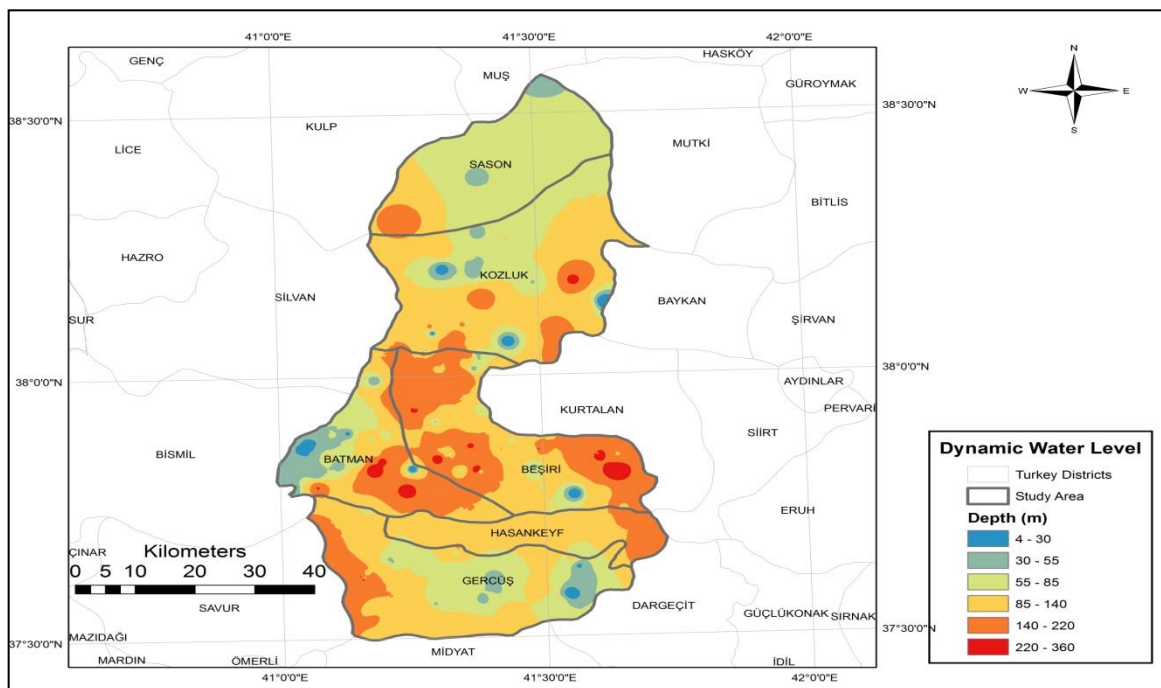 41°0'0"E 41°30'0"E 42°0'0"E
GENÇ
MUŞ
HASKÖY
GÜROYMAK
N
W E
S
38°30'0"N 38°30'0"N
KULP
LİCE
SASON
MUTKİ
BİTLİS
HAZRO
SİLVAN
KOZLUK
BAYKAN
SUR
ŞİRVAN
38°0'0"N 38°0'0"N
AYDINLAR
KURTALAN
PERVARİ
SİİRT
BİSMİL
BATMAN
BEŞİRİ
ERUH
HASANKEYF
ÇINAR
GERCÜŞ
Kilometers
0 5 10 20 30 40
SAVUR
DARGEÇİT
GÜÇLÜKONAK
SIRNAK
37°30'0"N 37°30'0"N
MAZIDAĞI
MARDIN
ÖMERLİ
MİDYAT
İDİL
41°0'0"E 41°30'0"E 42°0'0"E
Dynamic Water Level
Turkey Districts
Study Area
Depth (m)
4 - 30
30 - 55
55 - 85
85 - 140
140 - 220
220 - 360